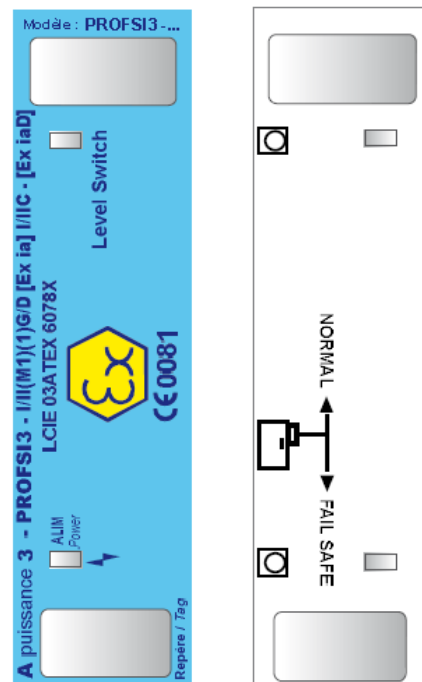 Modèle : PROFSI3 -...
A puissance 3 - PROFSI3 - I/II(M1)(1)G/D [Ex ia] I/IIC - [Ex iaD]
LCIE 03ATEX 6078X
Level Switch
Ex
CE 0081
ALIM
Power
Repère / Tag
NORMAL
FAIL SAFE